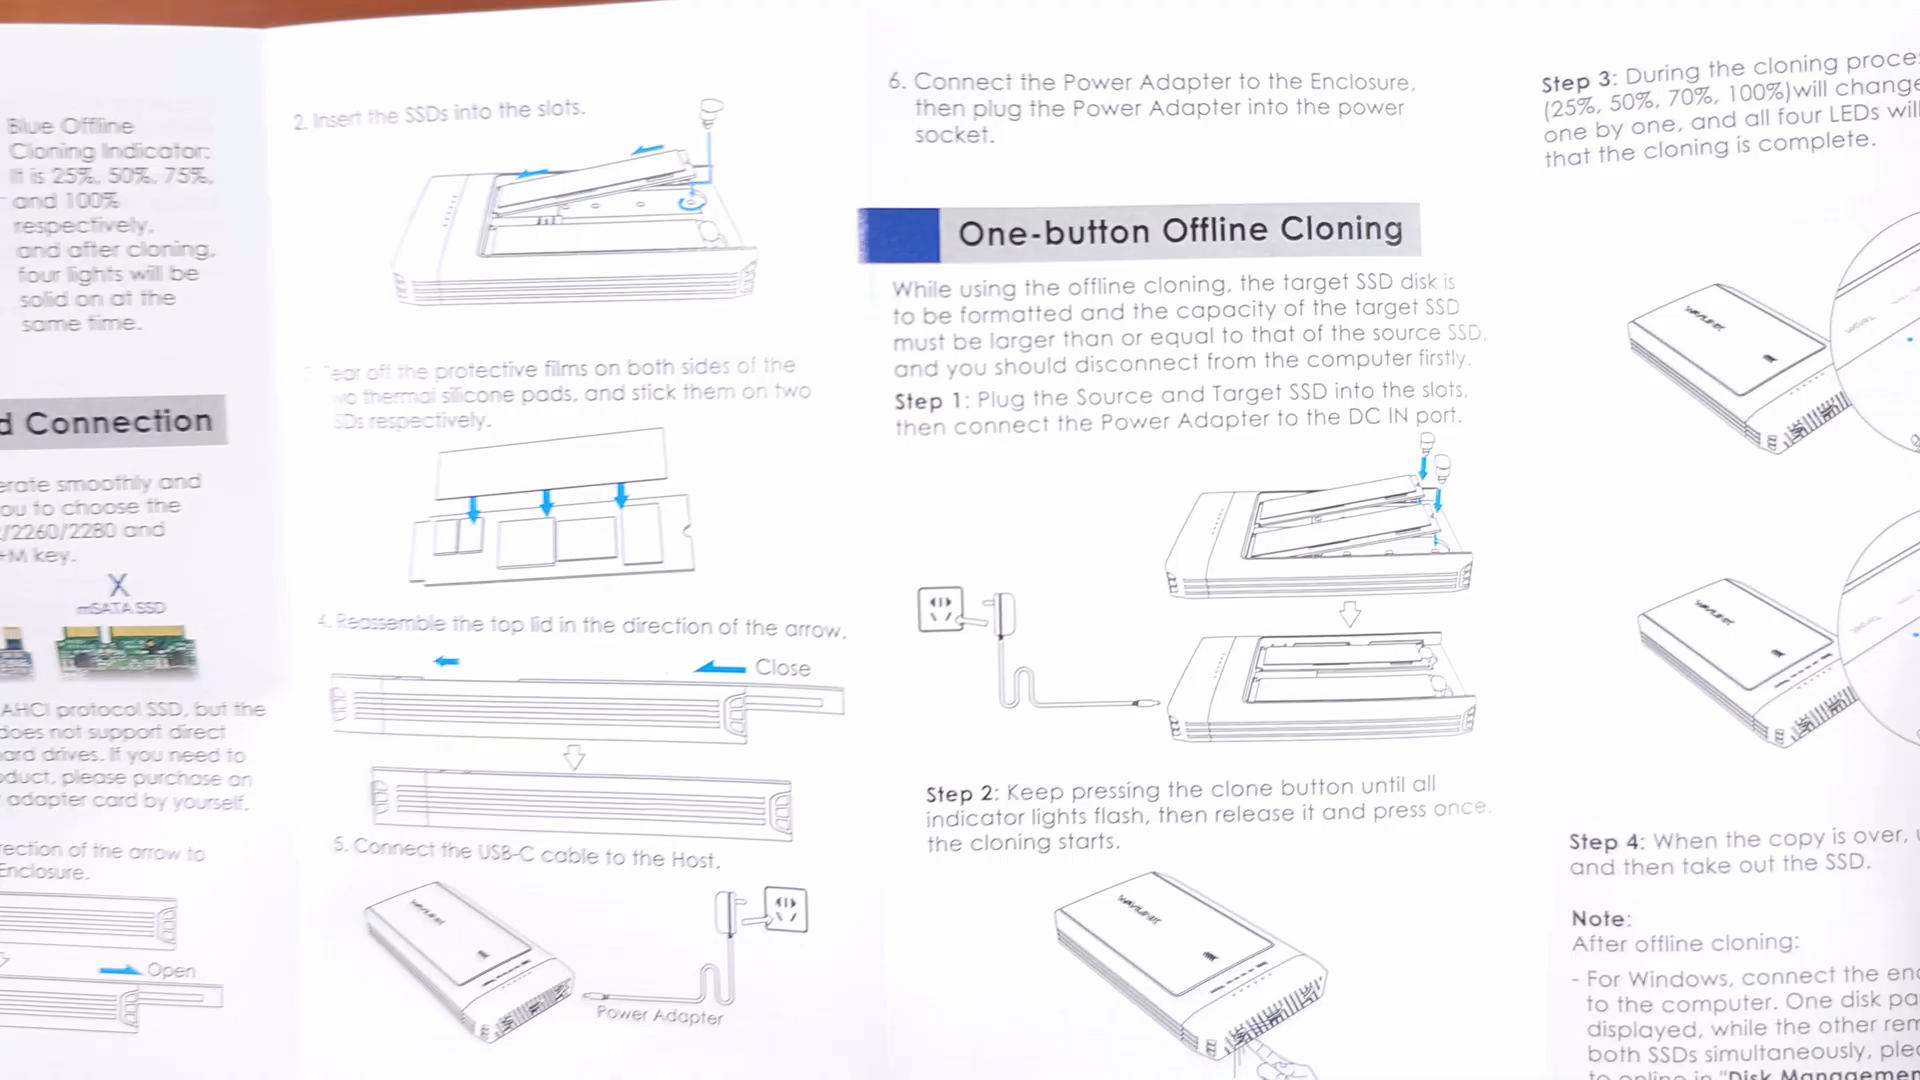 Blue Offline
Cloning Indicator:
It is 25%, 50%, 75%,
and 100%
respectively,
and after cloning,
four lights will be
solid on at the
same time.
Connection
smoothly and
to choose the
/2260/2280 and
M key.
X
mSATA SSD
AHCI protocol SSD, but the
does not support direct
drives. If you need to
please purchase an
adapter card by yourself.
of the arrow to
Enclosure.
Open
2. Insert the SSDs into the slots.
off the protective films on both sides of the
thermal silicone pads, and stick them on two
respectively.
4. Reassemble the top lid in the direction of the arrow.
Close
5. Connect the USB-C cable to the Host.
WAVLINK
Power Adapter
6. Connect the Power Adapter to the Enclosure,
then plug the Power Adapter into the power
socket.
One-button Offline Cloning
While using the offline cloning, the target SSD disk is
to be formatted and the capacity of the target SSD
must be larger than or equal to that of the source SSD,
and you should disconnect from the computer firstly.
Step 1: Plug the Source and Target SSD into the slots,
then connect the Power Adapter to the DC IN port.
Step 2: Keep pressing the clone button until all
indicator lights flash, then release it and press once.
the cloning starts.
WAVLINK
Step 3: During the cloning
(25%, 50%, 70%, 100%)will
one by one, and all four LEDs
that the cloning is complete.
WAVLINK
WAVLINK
Step 4: When the copy is over,
and then take out the SSD.
Note:
After offline cloning:
- For Windows, connect the
to the computer. One disk
displayed, while the other
both SSDs simultaneously,
to online in "Disk